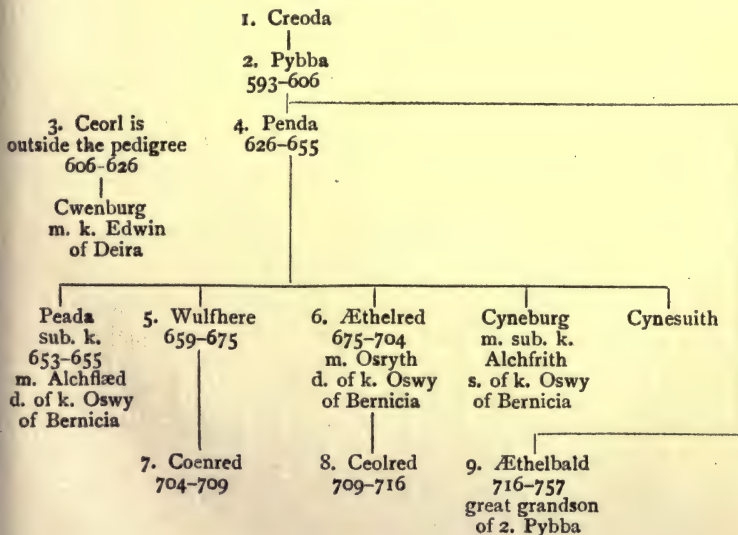 1. Creoda
2. Pybba
593–606
3. Ceorl is
outside the pedigree
606–626
Cwenburg
m. k. Edwin
of Deira
4. Penda
626–655
Peada
sub. k.
653–655
m. Alchflæd
d. of k. Oswy
of Bernicia
5. Wulfhere
659–675
6. Æthelred
675–704
m. Osryth
d. of k. Oswy
of Bernicia
Cyneburg
m. sub. k.
Alchfrith
s. of k. Oswy
of Bernicia
Cynesuith
7. Coenred
704–709
8. Ceolred
709–716
9. Æthelbald
716–757
great grandson
of 2. Pybba